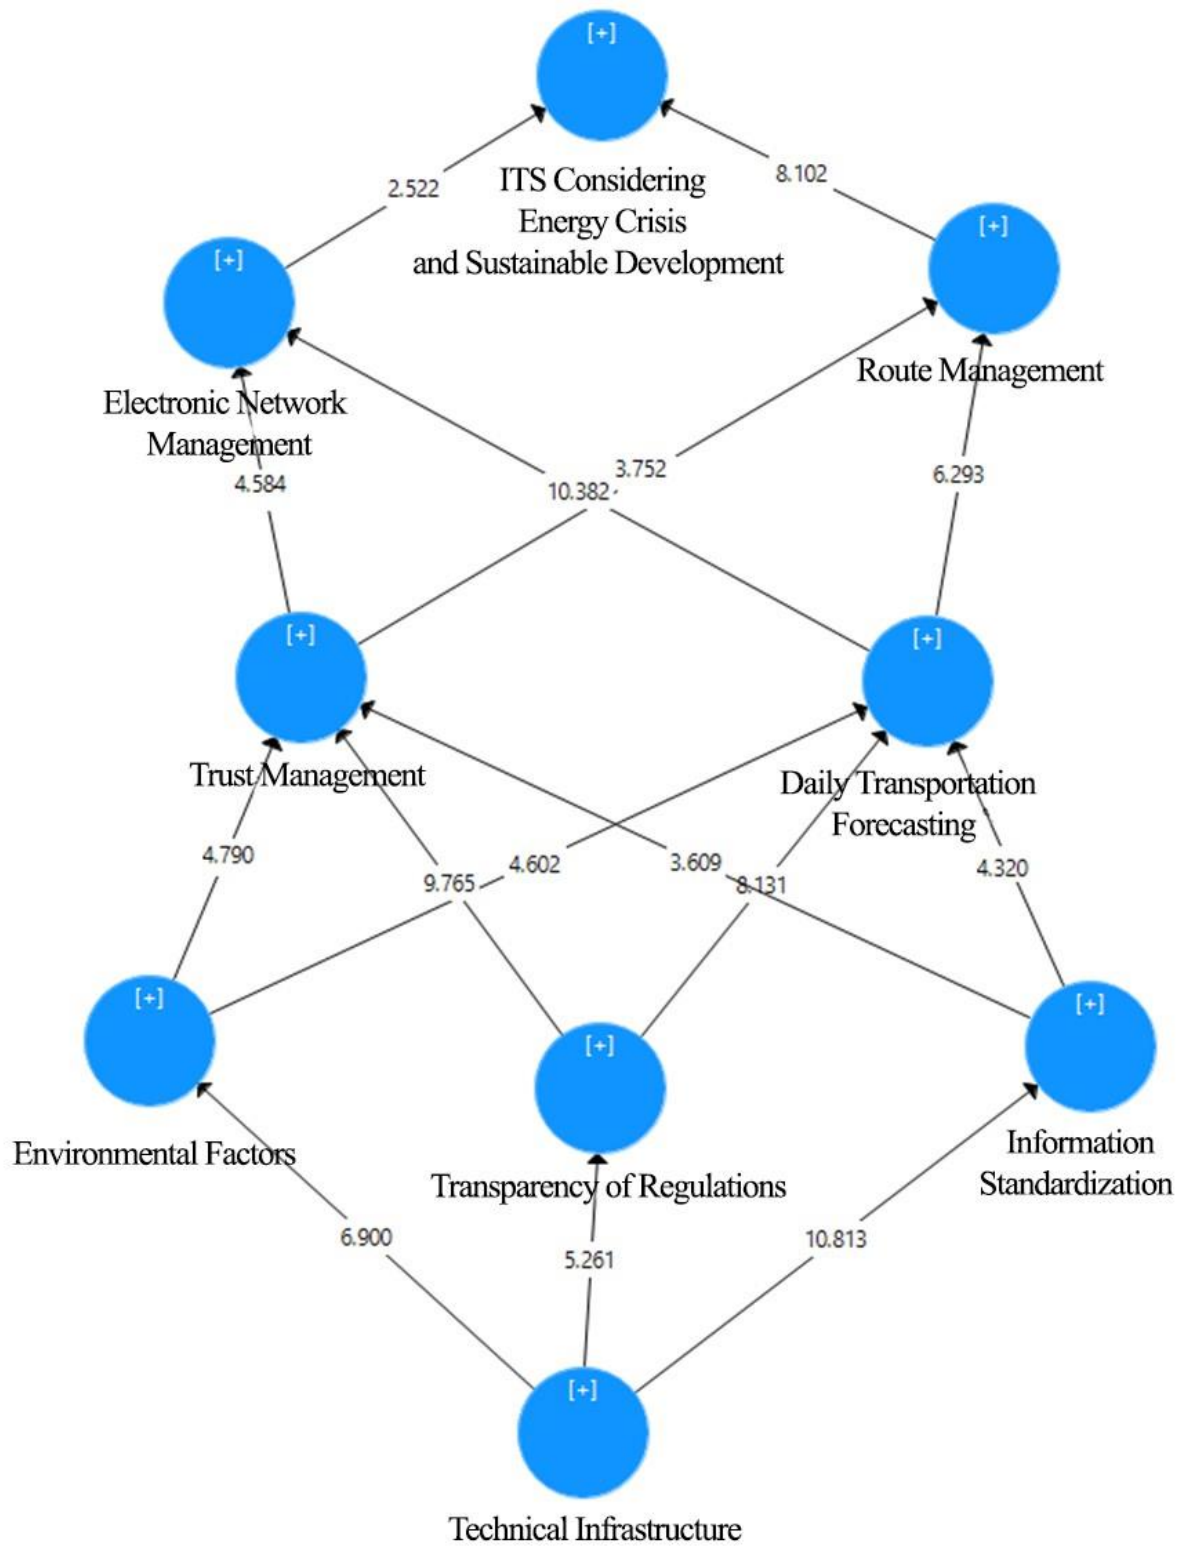 [+]
ITS Considering
Energy Crisis
and Sustainable Development
2.522
8.102
[+]
[+]
Electronic Network
Management
Route Management
4.584
10.382
3.752
6.293
[+]
[+]
Trust Management
Daily Transportation
Forecasting
4.790
9.765
4.602
3.609
8.131
4.320
[+]
[+]
[+]
Environmental Factors
Transparency of Regulations
Information
Standardization
6.900
5.261
10.813
[+]
Technical Infrastructure